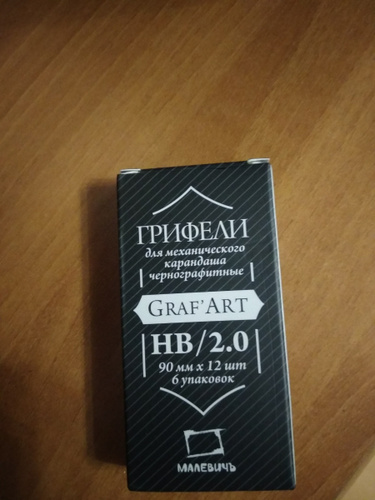 ГРИФЕЛИ
для механического
карандаша
чернографитные
GRAF'ART
HB/2.0
90 мм х 12 шт
6 упаковок
МАЛЕВИЧЪ